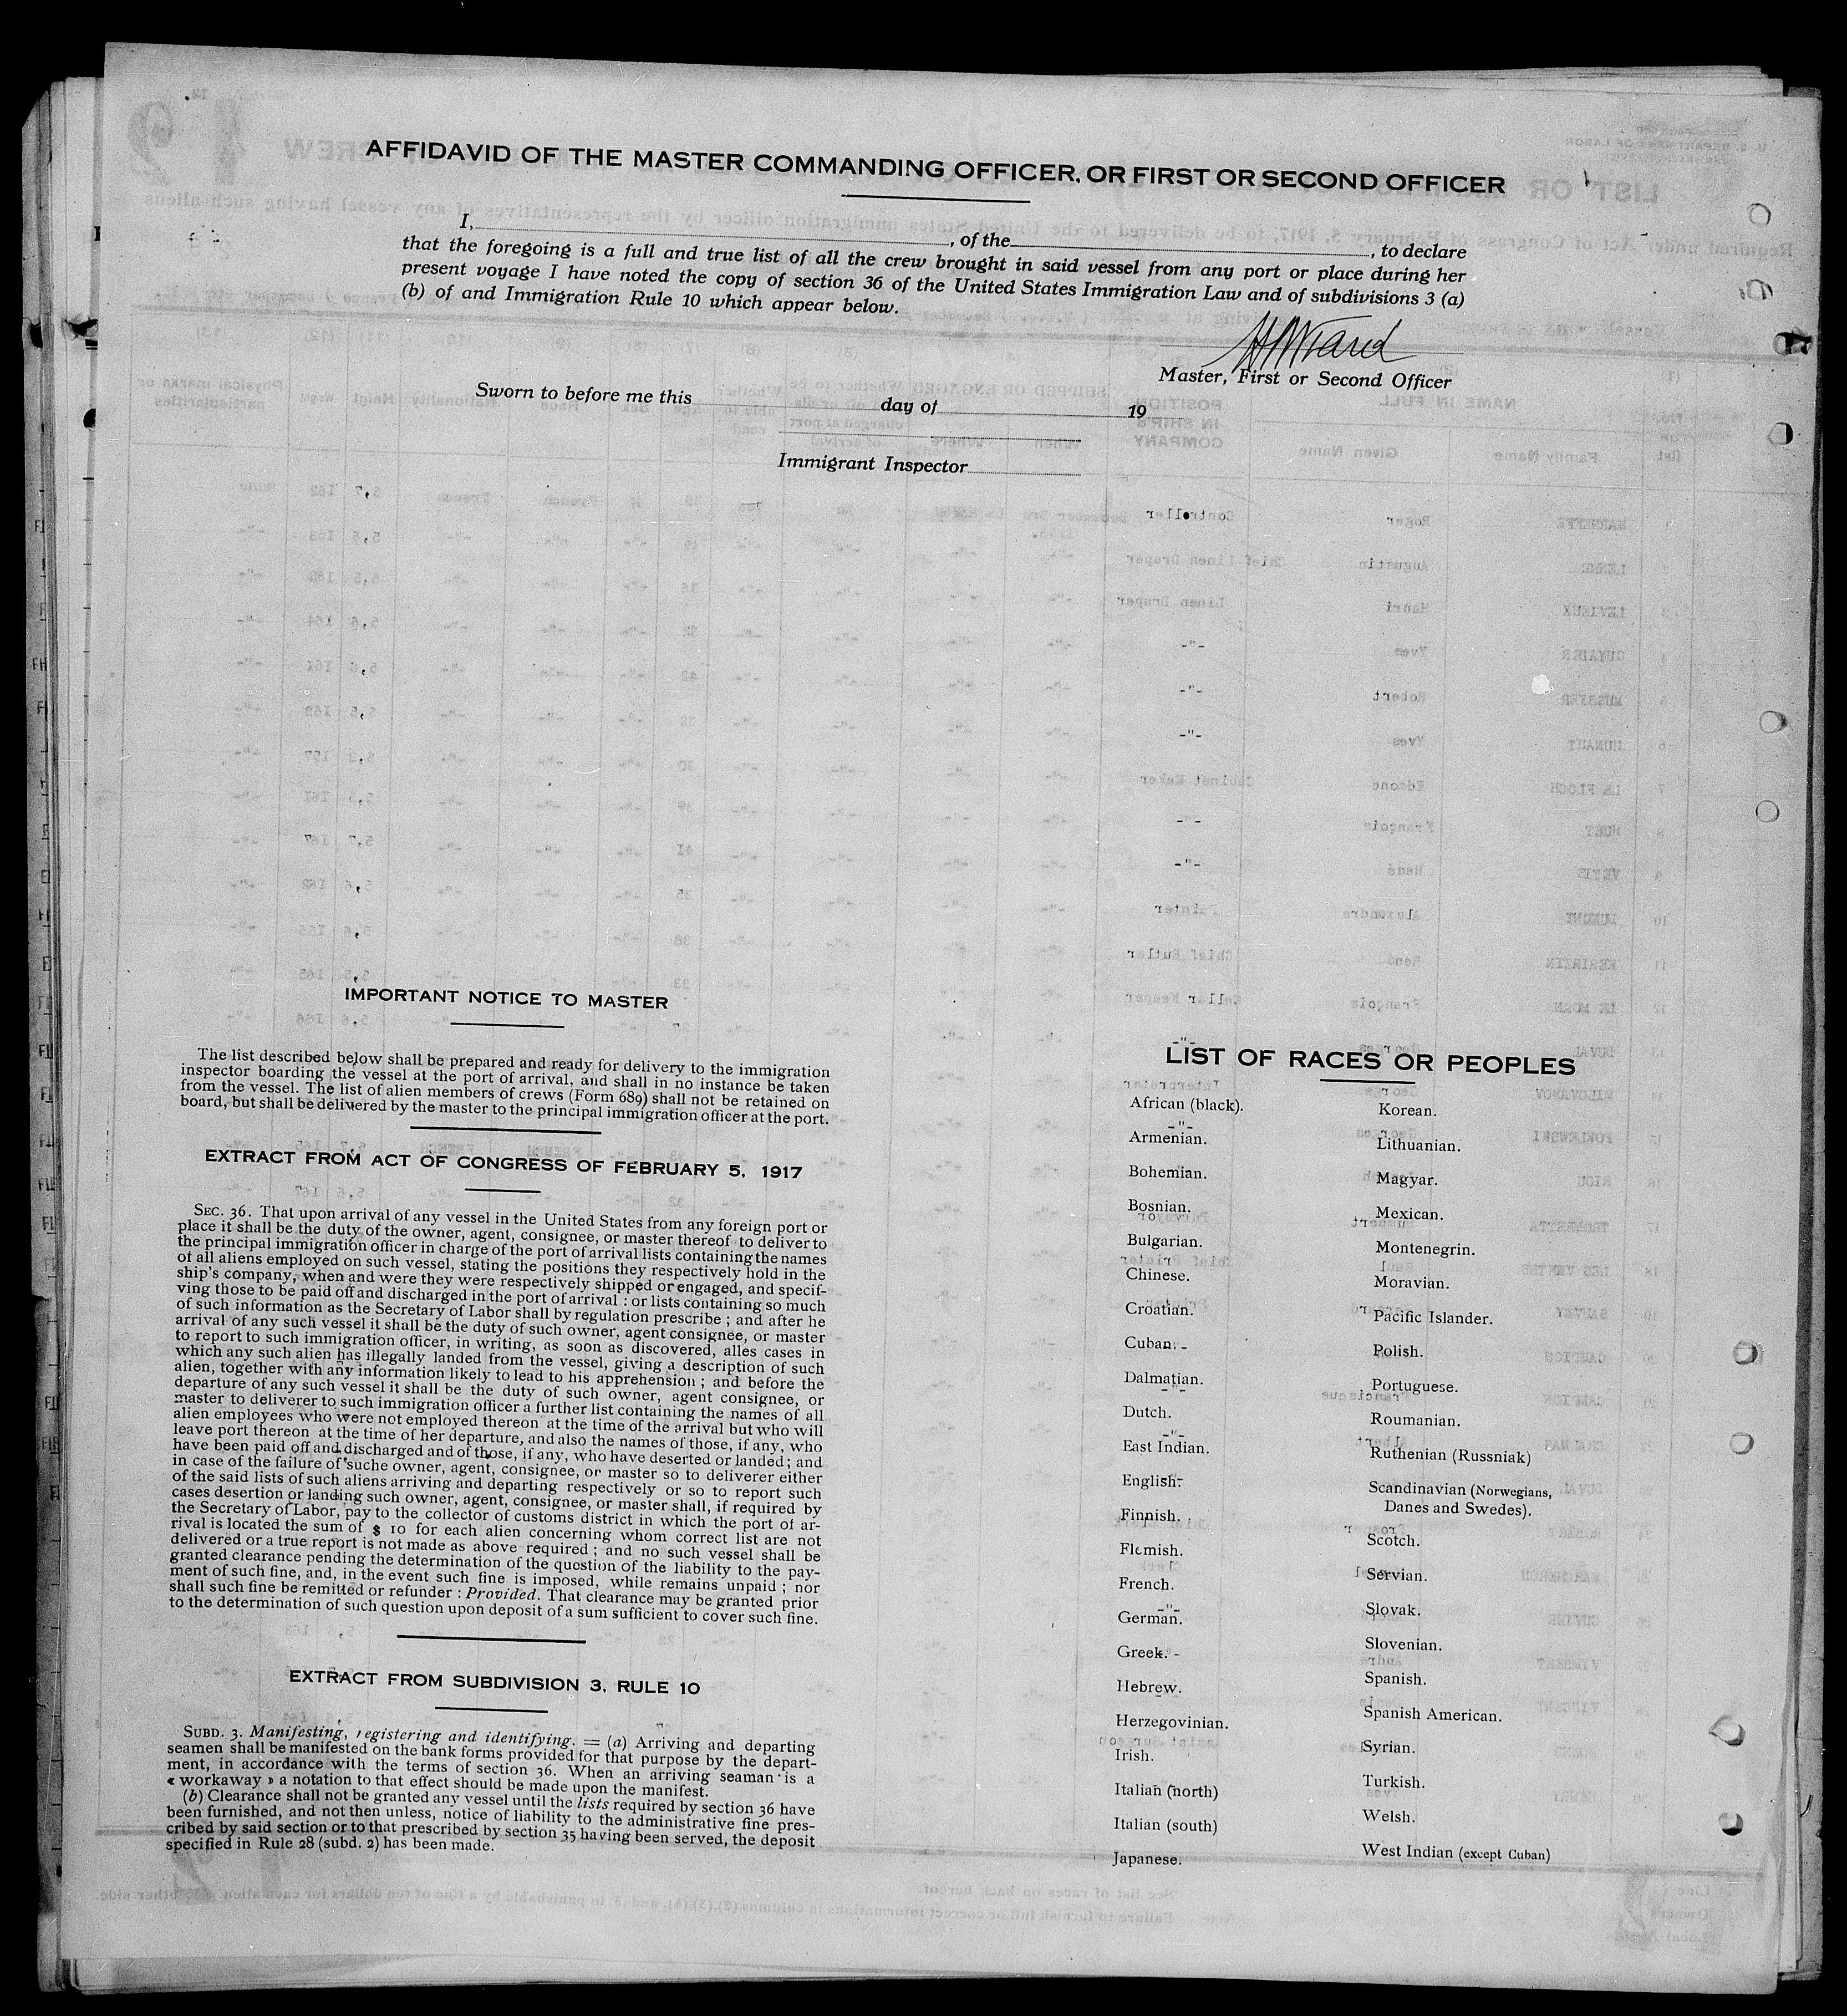 AFFIDAVID OF THE MASTER COMMANDING OFFICER, OR FIRST OR SECOND OFFICER
I, , of the , to declare
that the foregoing is a full and true list of all the crew brought in said vessel from any port or place during her
present voyage I have noted the copy of section 36 of the United States Immigration Law and of subdivisions 3 (a)
(b) of and Immigration Rule 10 which appear below.
Master, First or Second Officer
Sworn to before me this day of 19
Immigrant Inspector
IMPORTANT NOTICE TO MASTER
The list described below shall be prepared and ready for delivery to the immigration
inspector boarding the vessel at the port of arrival, and shall in no instance be taken
from the vessel. The list of alien members of crews (Form 689) shall not be retained on
board, but shall be delivered by the master to the principal immigration officer at the port.
EXTRACT FROM ACT OF CONGRESS OF FEBRUARY 5, 1917
SEC. 36. That upon arrival of any vessel in the United States from any foreign port or
place it shall be the duty of the owner, agent, consignee, or master thereof to deliver to
the principal immigration officer in charge of the port of arrival lists containing the names
of all aliens employed on such vessel, stating the positions they respectively hold in the
ship's company, when and were they were respectively shipped or engaged, and specif-
ving those to be paid off and discharged in the port of arrival : or lists containing so much
of such information as the Secretary of Labor shall by regulation prescribe ; and after he
arrival of any such vessel it shall be the duty of such owner, agent consignee, or master
to report to such immigration officer, in writing, as soon as discovered, alles cases in
which any such alien has illegally landed from the vessel, giving a description of such
alien, together with any information likely to lead to his apprehension ; and before the
departure of any such vessel it shall be the duty of such owner, agent consignee, or
master to deliverer to such immigration officer a further list containing the names of all
alien employees who were not employed thereon at the time of the arrival but who will
leave port thereon at the time of her departure, and also the names of those, if any, who
have been paid off and discharged and of those, if any, who have deserted or landed ; and
in case of the failure of suche owner, agent, consignee, or master so to deliverer either
of the said lists of such aliens arriving and departing respectively or so to report such
cases desertion or landing such owner, agent, consignee, or master shall, if required by
the Secretary of Labor, pay to the collector of customs district in which the port of ar-
rival is located the sum of $ 10 for each alien concerning whom correct list are not
delivered or a true report is not made as above required ; and no such vessel shall be
granted clearance pending the determination of the question of the liability to the pay-
ment of such fine, and, in the event such fine is imposed, while remains unpaid ; nor
shall such fine be remitted or refunder : Provided. That clearance may be granted prior
to the determination of such question upon deposit of a sum sufficient to cover such fine.
EXTRACT FROM SUBDIVISION 3, RULE 10
SUBD. 3. Manifesting, registering and identifying. = (a) Arriving and departing
seamen shall be manifested on the bank forms provided for that purpose by the depart-
ment, in accordance with the terms of section 36. When an arriving seaman is a
« workaway » a notation to that effect should be made upon the manifest.
(b) Clearance shall not be granted any vessel until the lists required by section 36 have
been furnished, and not then unless, notice of liability to the administrative fine pres-
cribed by said section or to that prescribed by section 35 having been served, the deposit
specified in Rule 28 (subd. 2) has been made.
LIST OF RACES OR PEOPLES
African (black).
Armenian.
Bohemian.
Bosnian.
Bulgarian.
Chinese.
Croatian.
Cuban.
Dalmatian.
Dutch.
East Indian.
English.
Finnish.
Flemish.
French.
German.
Greek.
Hebrew.
Herzegovinian.
Irish.
Italian (north)
Italian (south)
Japanese.
Korean.
Lithuanian.
Magyar.
Mexican.
Montenegrin.
Moravian.
Pacific Islander.
Polish.
Portuguese.
Roumanian.
Ruthenian (Russniak)
Scandinavian (Norwegians,
Danes and Swedes).
Scotch.
Servian.
Slovak.
Slovenian.
Spanish.
Spanish American.
Syrian.
Turkish.
Welsh.
West Indian (except Cuban)